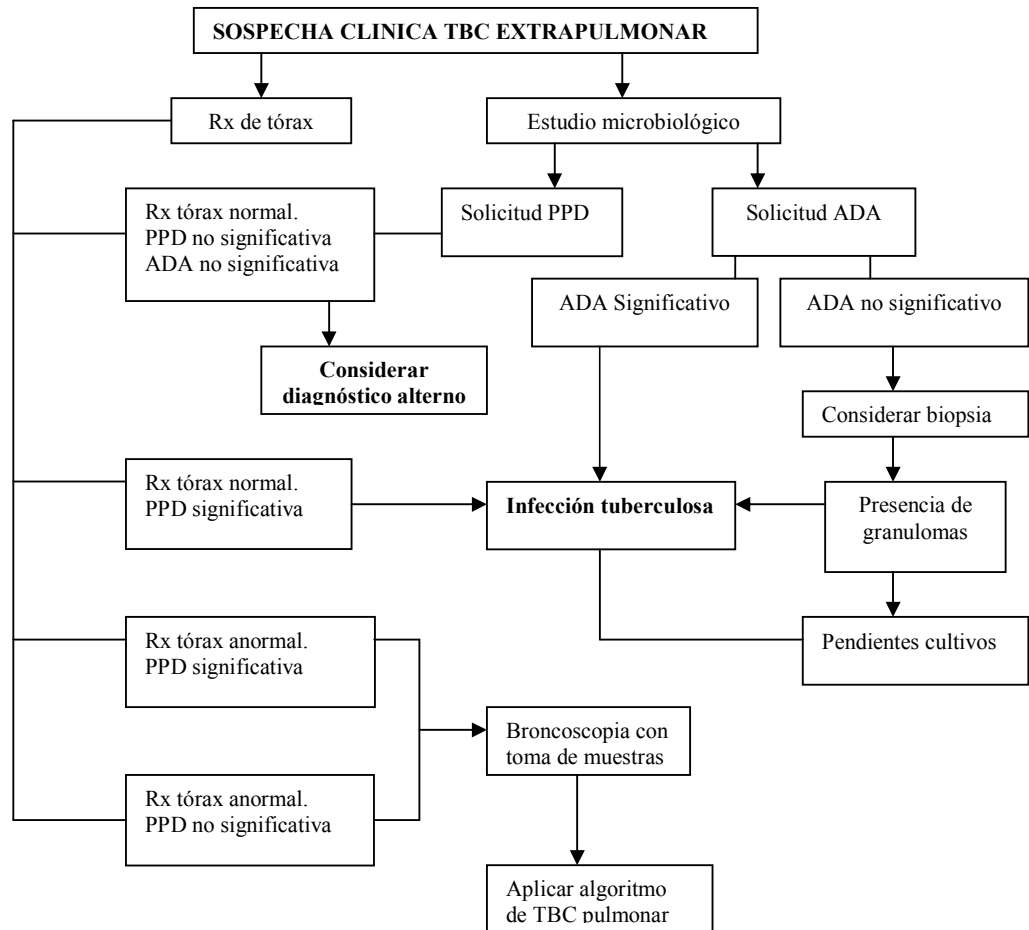 SOSPECHA CLINICA TBC EXTRAPULMONAR
Rx de tórax
Estudio microbiológico
Rx tórax normal.
PPD no significativa
ADA no significativa
Solicitud PPD
Solicitud ADA
ADA Significativo
ADA no significativo
Considerar
diagnóstico alterno
Considerar biopsia
Rx tórax normal.
PPD significativa
Infección tuberculosa
Presencia de
granulomas
Rx tórax anormal.
PPD significativa
Pendientes cultivos
Broncoscopia con
toma de muestras
Rx tórax anormal.
PPD no significativa
Aplicar algoritmo
de TBC pulmonar